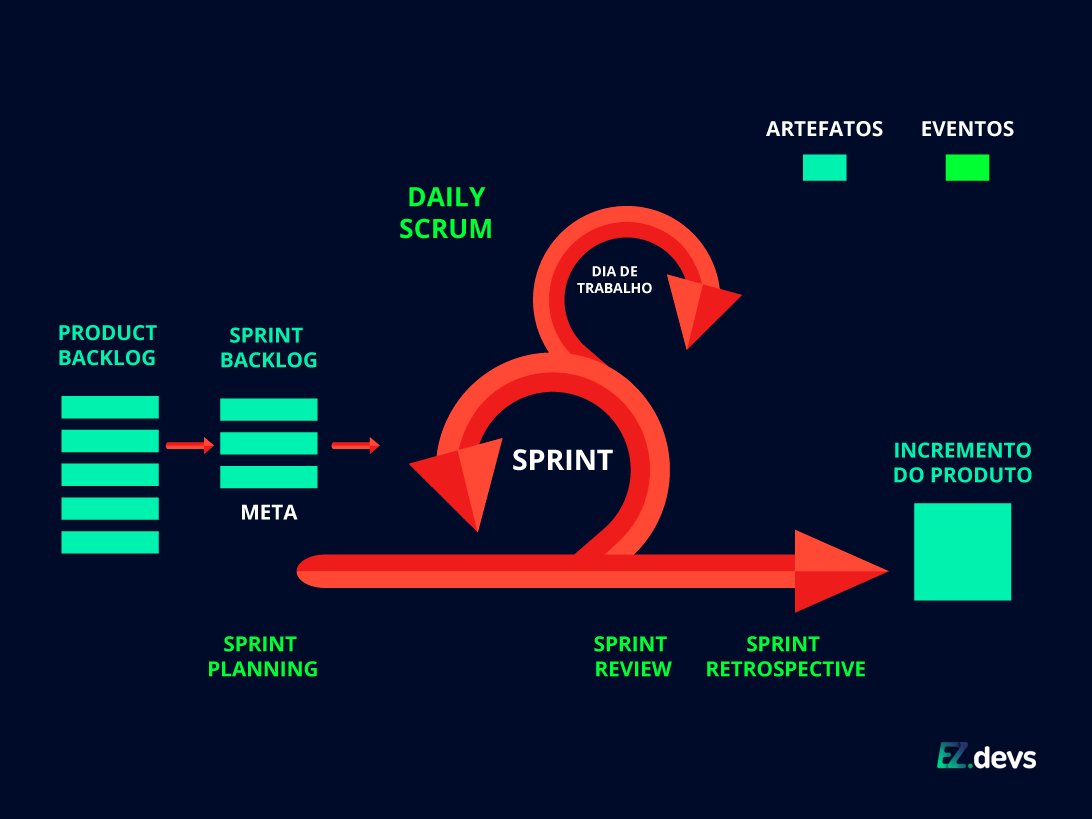 ARTEFATOS
EVENTOS
DAILY
SCRUM
DIA DE
TRABALHO
PRODUCT
BACKLOG
SPRINT
BACKLOG
META
SPRINT
INCREMENTO
DO PRODUTO
SPRINT
PLANNING
SPRINT
REVIEW
SPRINT
RETROSPECTIVE
EZ.devs